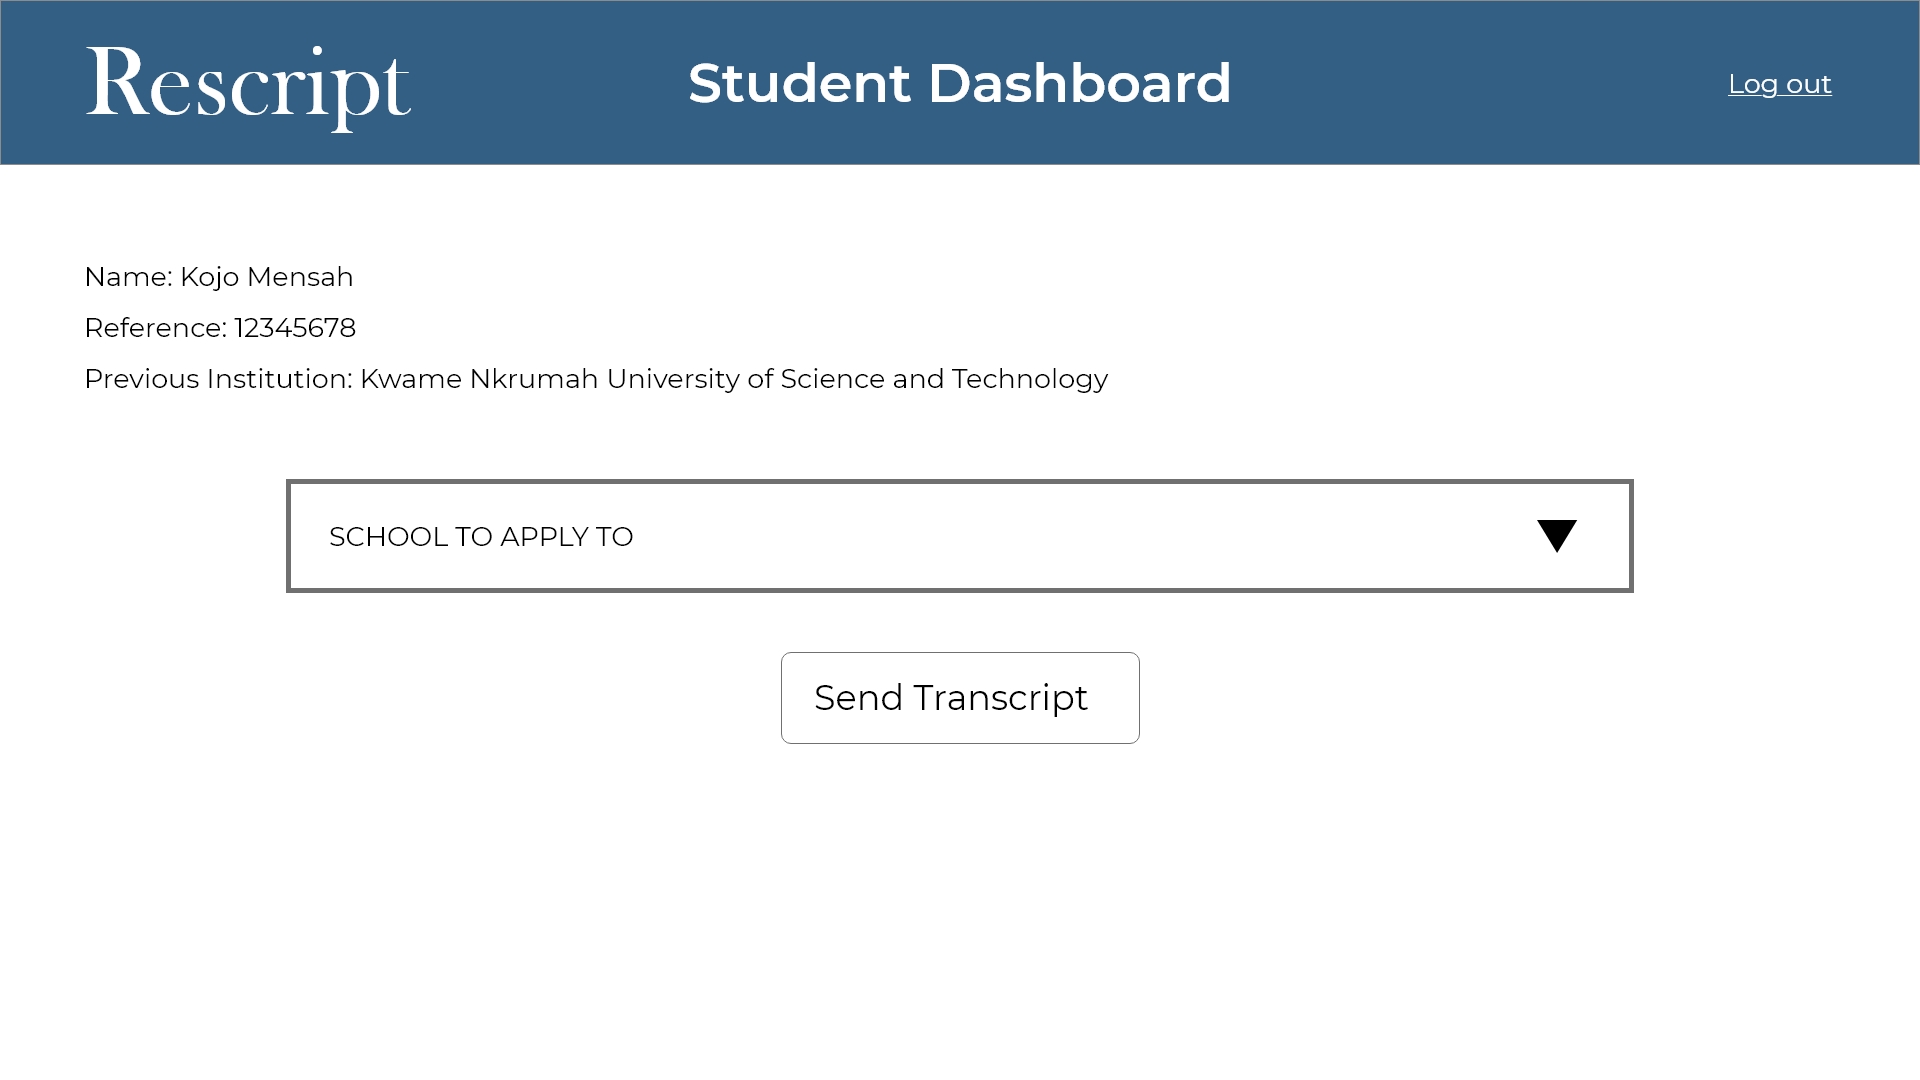 Rescript
Student Dashboard
Log out
Name: Kojo Mensah
Reference: 12345678
Previous Institution: Kwame Nkrumah University of Science and Technology
SCHOOL TO APPLY TO
Send Transcript